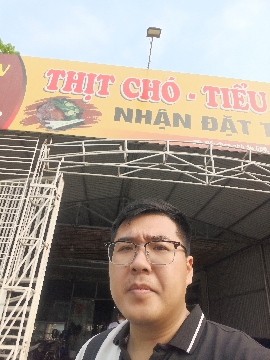 THỊT CHÓ - TIỂU
NHẬN ĐẶT T